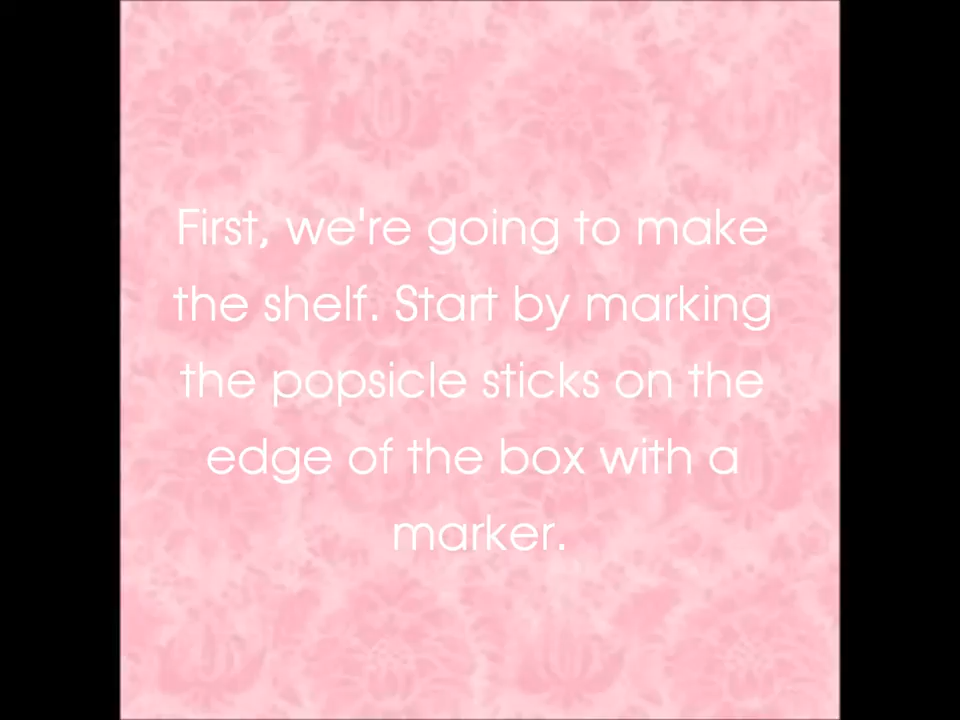 First, we're going to make
the shelf. Start by marking
the popsicle sticks on the
edge of the box with a
marker.